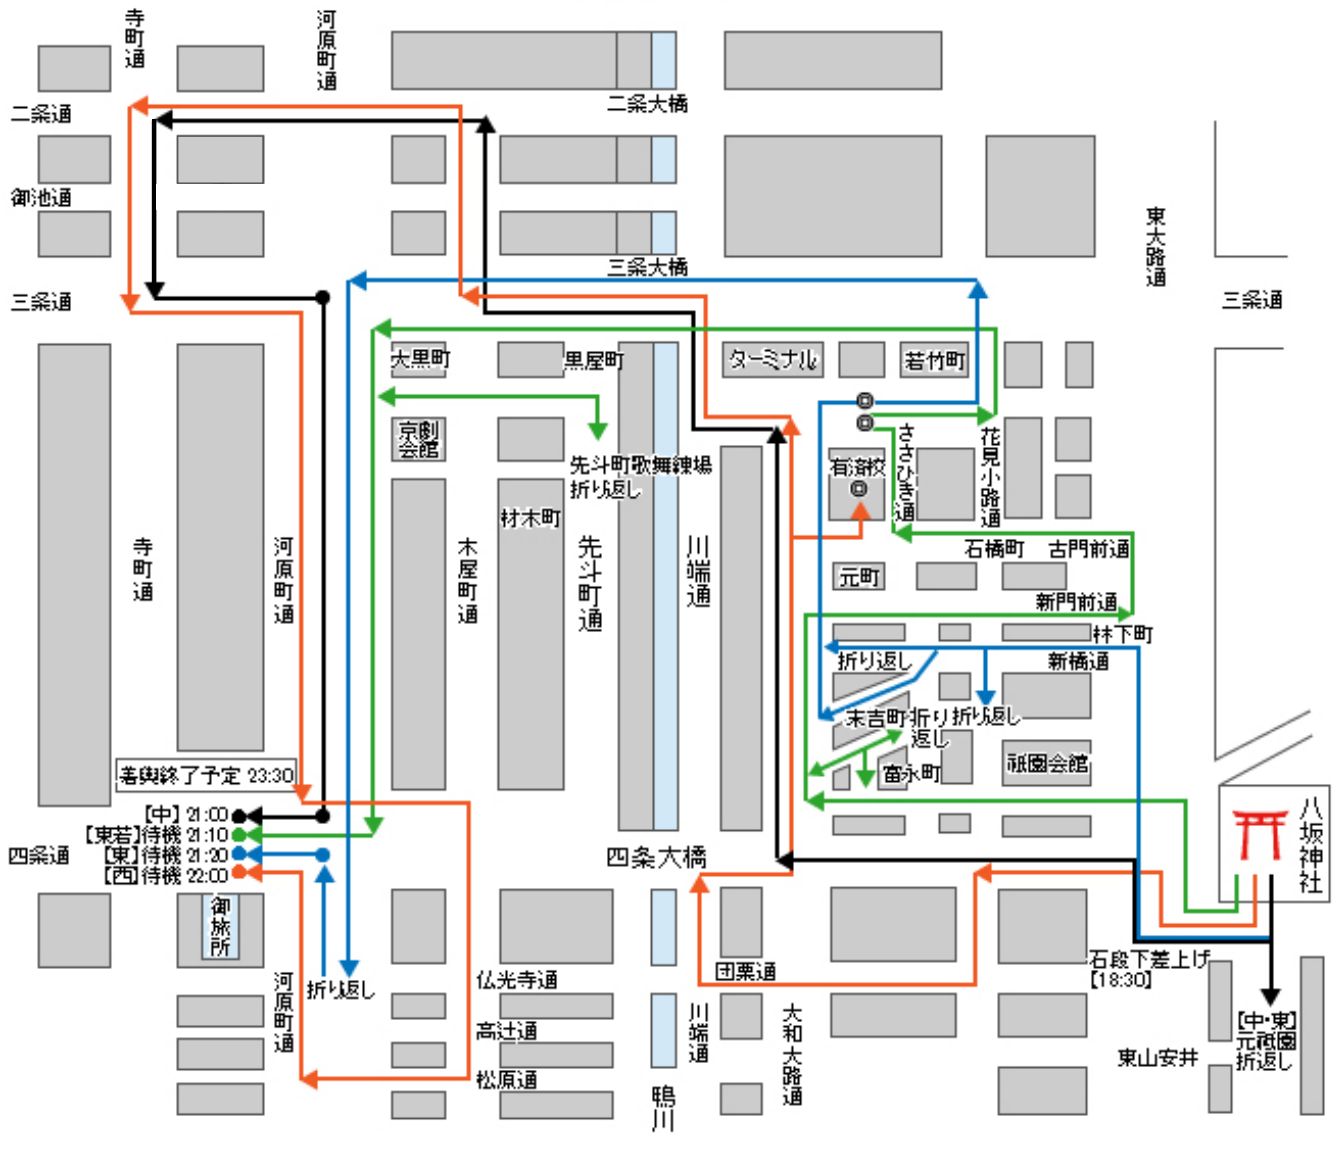 寺町通
河原町通
二条通
二条大橋
御池通
東大路通
三条大橋
三条通
三条通
大黒町
黒屋町
ターミナル
若竹町
京劇
会館
先斗町歌舞練場
折り返し
有済校
さ
さ
ひ
き
通
花見小路通
材木町
寺町通
河原町通
木屋町通
先斗町通
川端通
石橋町
古門前通
元町
新門前通
林下町
折り返し
新橋通
末吉町
折り
返し
折り返し
富永町
祇園会館
着輿終了予定 23:30
【中】 21:00
【東若】待機 21:10
【東】待機 21:20
【西】待機 22:00
四条通
四条大橋
八坂神社
御旅所
河原町通
折り返し
仏光寺通
高辻通
松原通
団栗通
川端通
大和大路通
鴨川
石段下差上げ
【18:30】
東山安井
【中・東】
元祇園
折返し